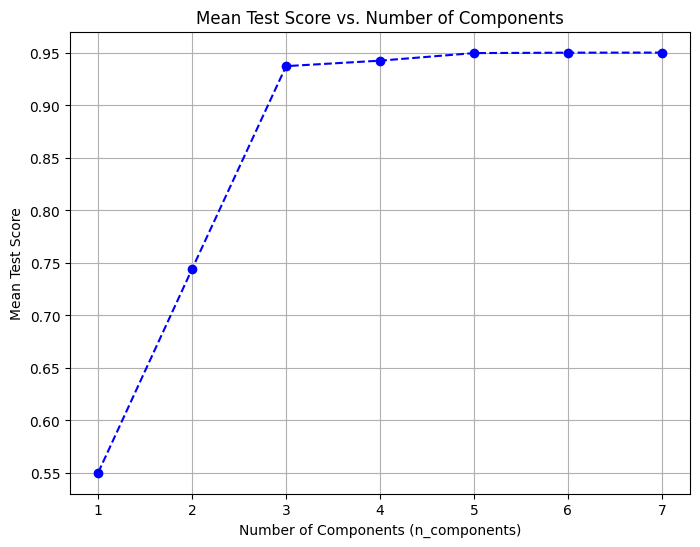 Mean Test Score vs. Number of Components
Mean Test Score
0.95
0.90
0.85
0.80
0.75
0.70
0.65
0.60
0.55
1 2 3 4 5 6 7
Number of Components (n_components)